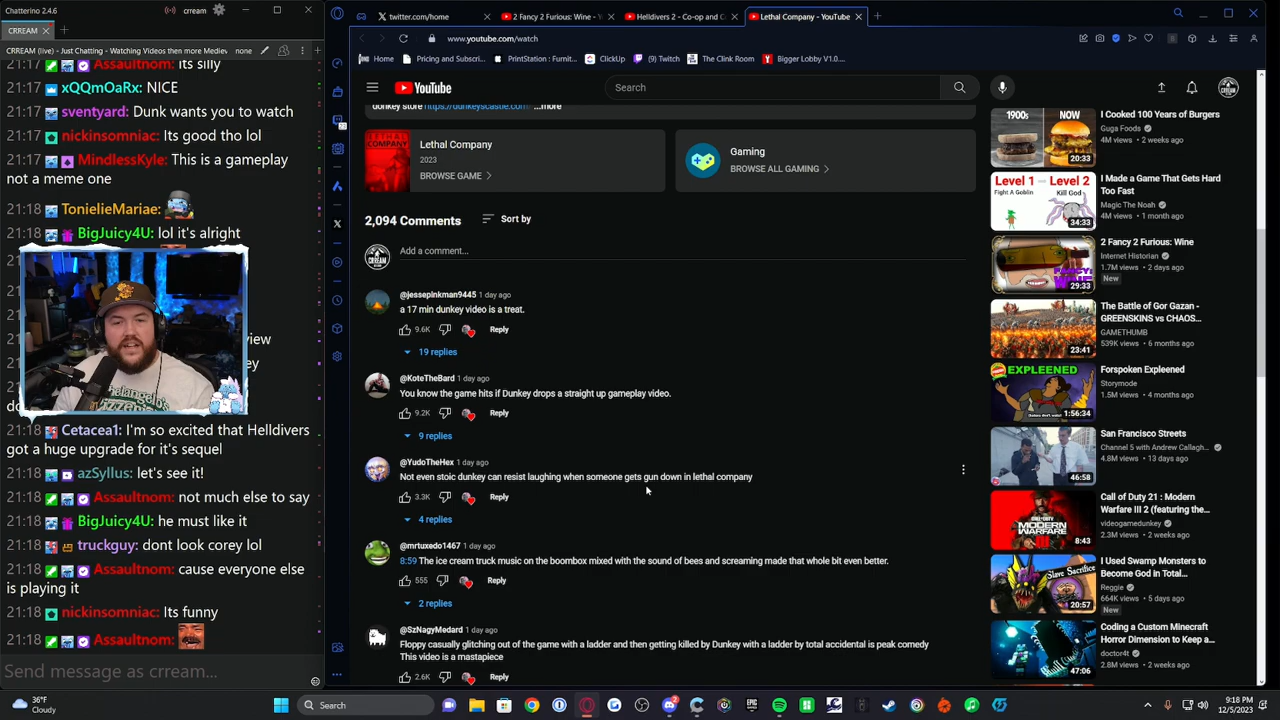 Chatterino 2.4.6
crream
CRREAM
CRREAM (live) - Just Chatting - Watching Videos then Mediev
none
21:17 Assaultnom: its silly
21:17 xQQmOaRx: NICE
21:17 sventyard: Dunk wants you to watch
21:17 nickinsomniac: Its good tho lol
21:17 MindlessKyle: This is a gameplay
not a meme one
21:17 TonielieMariae:
21:17 BigJuicy4U: lol it's alright
view
21:18 Cetacea1: I'm so excited that Helldivers
got a huge upgrade for it's sequel
21:18 azSyllus: let's see it!
21:18 Assaultnom: not much else to say
21:18 BigJuicy4U: he must like it
21:18 truckguy: dont look corey lol
21:18 Assaultnom: cause everyone else
is playing it
21:18 nickinsomniac: Its funny
21:18 Assaultnom:
Send message as crream...
twitter.com/home
2 Fancy 2 Furious: Wine - Y
Helldivers 2 - Co-op and C
Lethal Company - YouTube
www.youtube.com/watch
Home
Pricing and Subscri...
PrintStation : Furnit...
ClickUp
(9) Twitch
The Clink Room
Bigger Lobby V1.0....
YouTube
Search
donkey store https://dunkeyscastle.com ...more
Lethal Company
2023
BROWSE GAME
Gaming
BROWSE ALL GAMING
2,094 Comments
Sort by
Add a comment...
@jessepinkman9445 1 day ago
a 17 min dunkey video is a treat.
9.6K
Reply
19 replies
@KoteTheBard 1 day ago
You know the game hits if Dunkey drops a straight up gameplay video.
9.2K
Reply
9 replies
@YudoTheHex 1 day ago
Not even stoic dunkey can resist laughing when someone gets gun down in lethal company
3.3K
Reply
4 replies
@mrtuxedo1467 1 day ago
8:59 The ice cream truck music on the boombox mixed with the sound of bees and screaming made that whole bit even better.
555
Reply
2 replies
@SzNagyMedard 1 day ago
Floppy casually glitching out of the game with a ladder and then getting killed by Dunkey with a ladder by total accidental is peak comedy
This video is a mastapiece
2.6K
Reply
1900s NOW
20:33
I Cooked 100 Years of Burgers
Guga Foods
4M views • 2 weeks ago
Level 1 Level 2
Fight A Goblin
Kill God
34:33
I Made a Game That Gets Hard
Too Fast
Magic The Noah
4M views • 1 month ago
29:33
2 Fancy 2 Furious: Wine
Internet Historian
1.7M views • 2 days ago
New
23:41
The Battle of Gor Gazan -
GREENSKINS vs CHAOS...
GAMETHUMB
539K views • 6 months ago
EXPLEENED
1:56:34
Forspoken Expleened
Storymode
1.5M views • 4 months ago
46:58
San Francisco Streets
Channel 5 with Andrew Callagh...
4.8M views • 13 days ago
MODERN
WARFARE
III
8:43
Call of Duty 21 : Modern
Warfare III 2 (featuring the...
videogamedunkey
2.3M views • 2 weeks ago
Slave Sacrifice
20:57
I Used Swamp Monsters to
Become God in Total...
Reggie
664K views • 5 days ago
New
47:06
Coding a Custom Minecraft
Horror Dimension to Keep a...
doctor4t
2.8M views • 2 weeks ago
36°F
Cloudy
Search
9:18 PM
12/5/2023